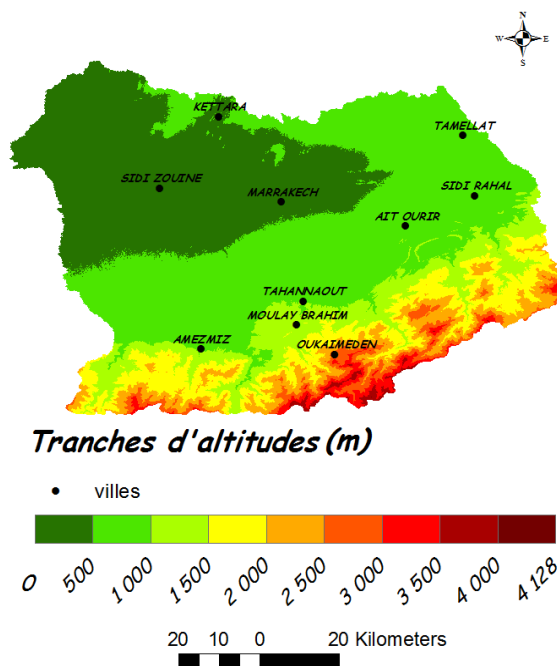 N
W E
S
KETTARA
TAMELLAT
SIDI ZOUINE
MARRAKECH
SIDI RAHAL
AIT OURIR
TAHANNAOUT
MOULAY BRAHIM
AMEZMIZ
OUKAIMEDEN
Tranches d'altitudes (m)
villes
0 500 1 000 1 500 2 000 2 500 3 000 3 500 4 000 4 128
20 10 0 20 Kilometers